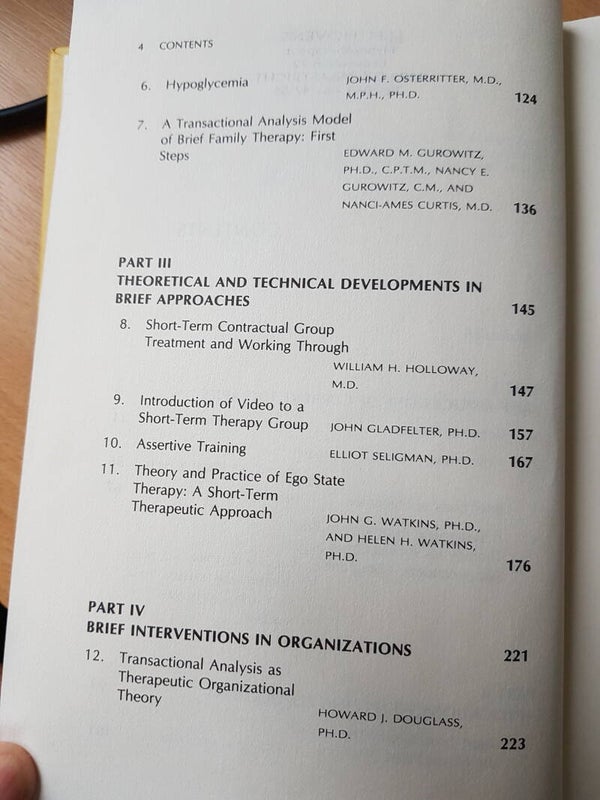 4 CONTENTS
6. Hypoglycemia JOHN F. OSTERRITTER, M.D.,
M.P.H., PH.D. 124
7. A Transactional Analysis Model
of Brief Family Therapy: First
Steps EDWARD M. GUROWITZ,
PH.D., C.P.T.M., NANCY E.
GUROWITZ, C.M., AND
NANCI-AMES CURTIS, M.D. 136
PART III
THEORETICAL AND TECHNICAL DEVELOPMENTS IN
BRIEF APPROACHES 145
8. Short-Term Contractual Group
Treatment and Working Through
WILLIAM H. HOLLOWAY,
M.D. 147
9. Introduction of Video to a
Short-Term Therapy Group JOHN GLADFELTER, PH.D. 157
10. Assertive Training ELLIOT SELIGMAN, PH.D. 167
11. Theory and Practice of Ego State
Therapy: A Short-Term
Therapeutic Approach JOHN G. WATKINS, PH.D.,
AND HELEN H. WATKINS,
PH.D. 176
PART IV
BRIEF INTERVENTIONS IN ORGANIZATIONS 221
12. Transactional Analysis as
Therapeutic Organizational
Theory HOWARD J. DOUGLASS,
PH.D. 223